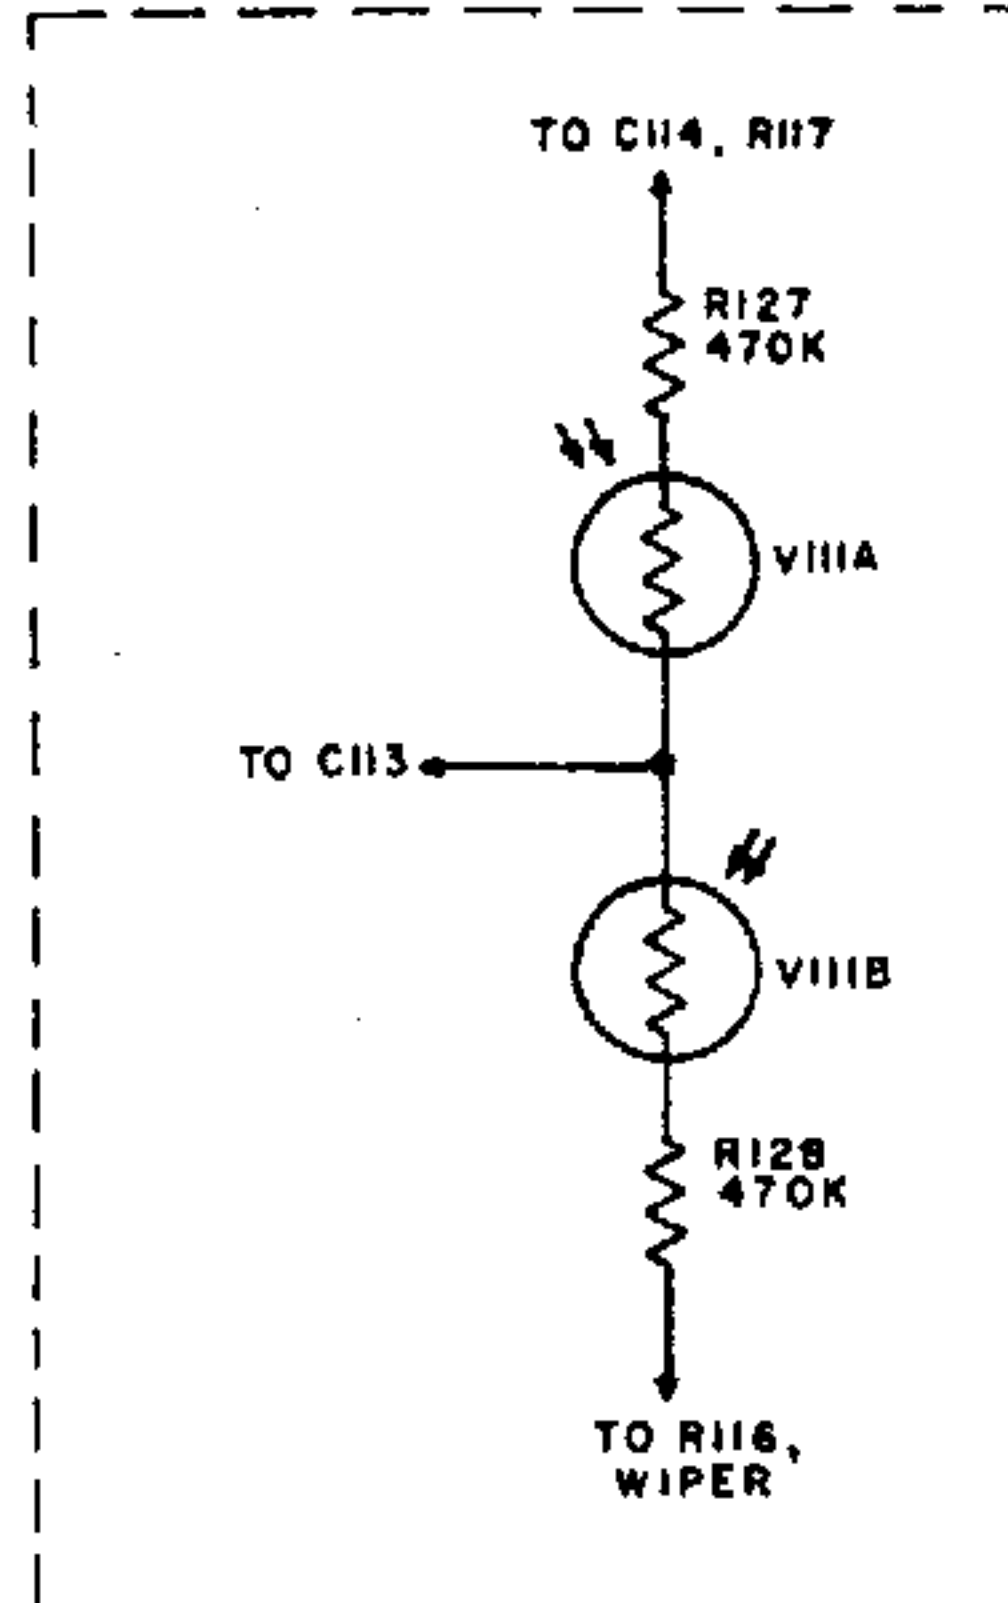 TO C114, R117
R127
470K
V111A
TO C113
V111B
R128
470K
TO R116,
WIPER